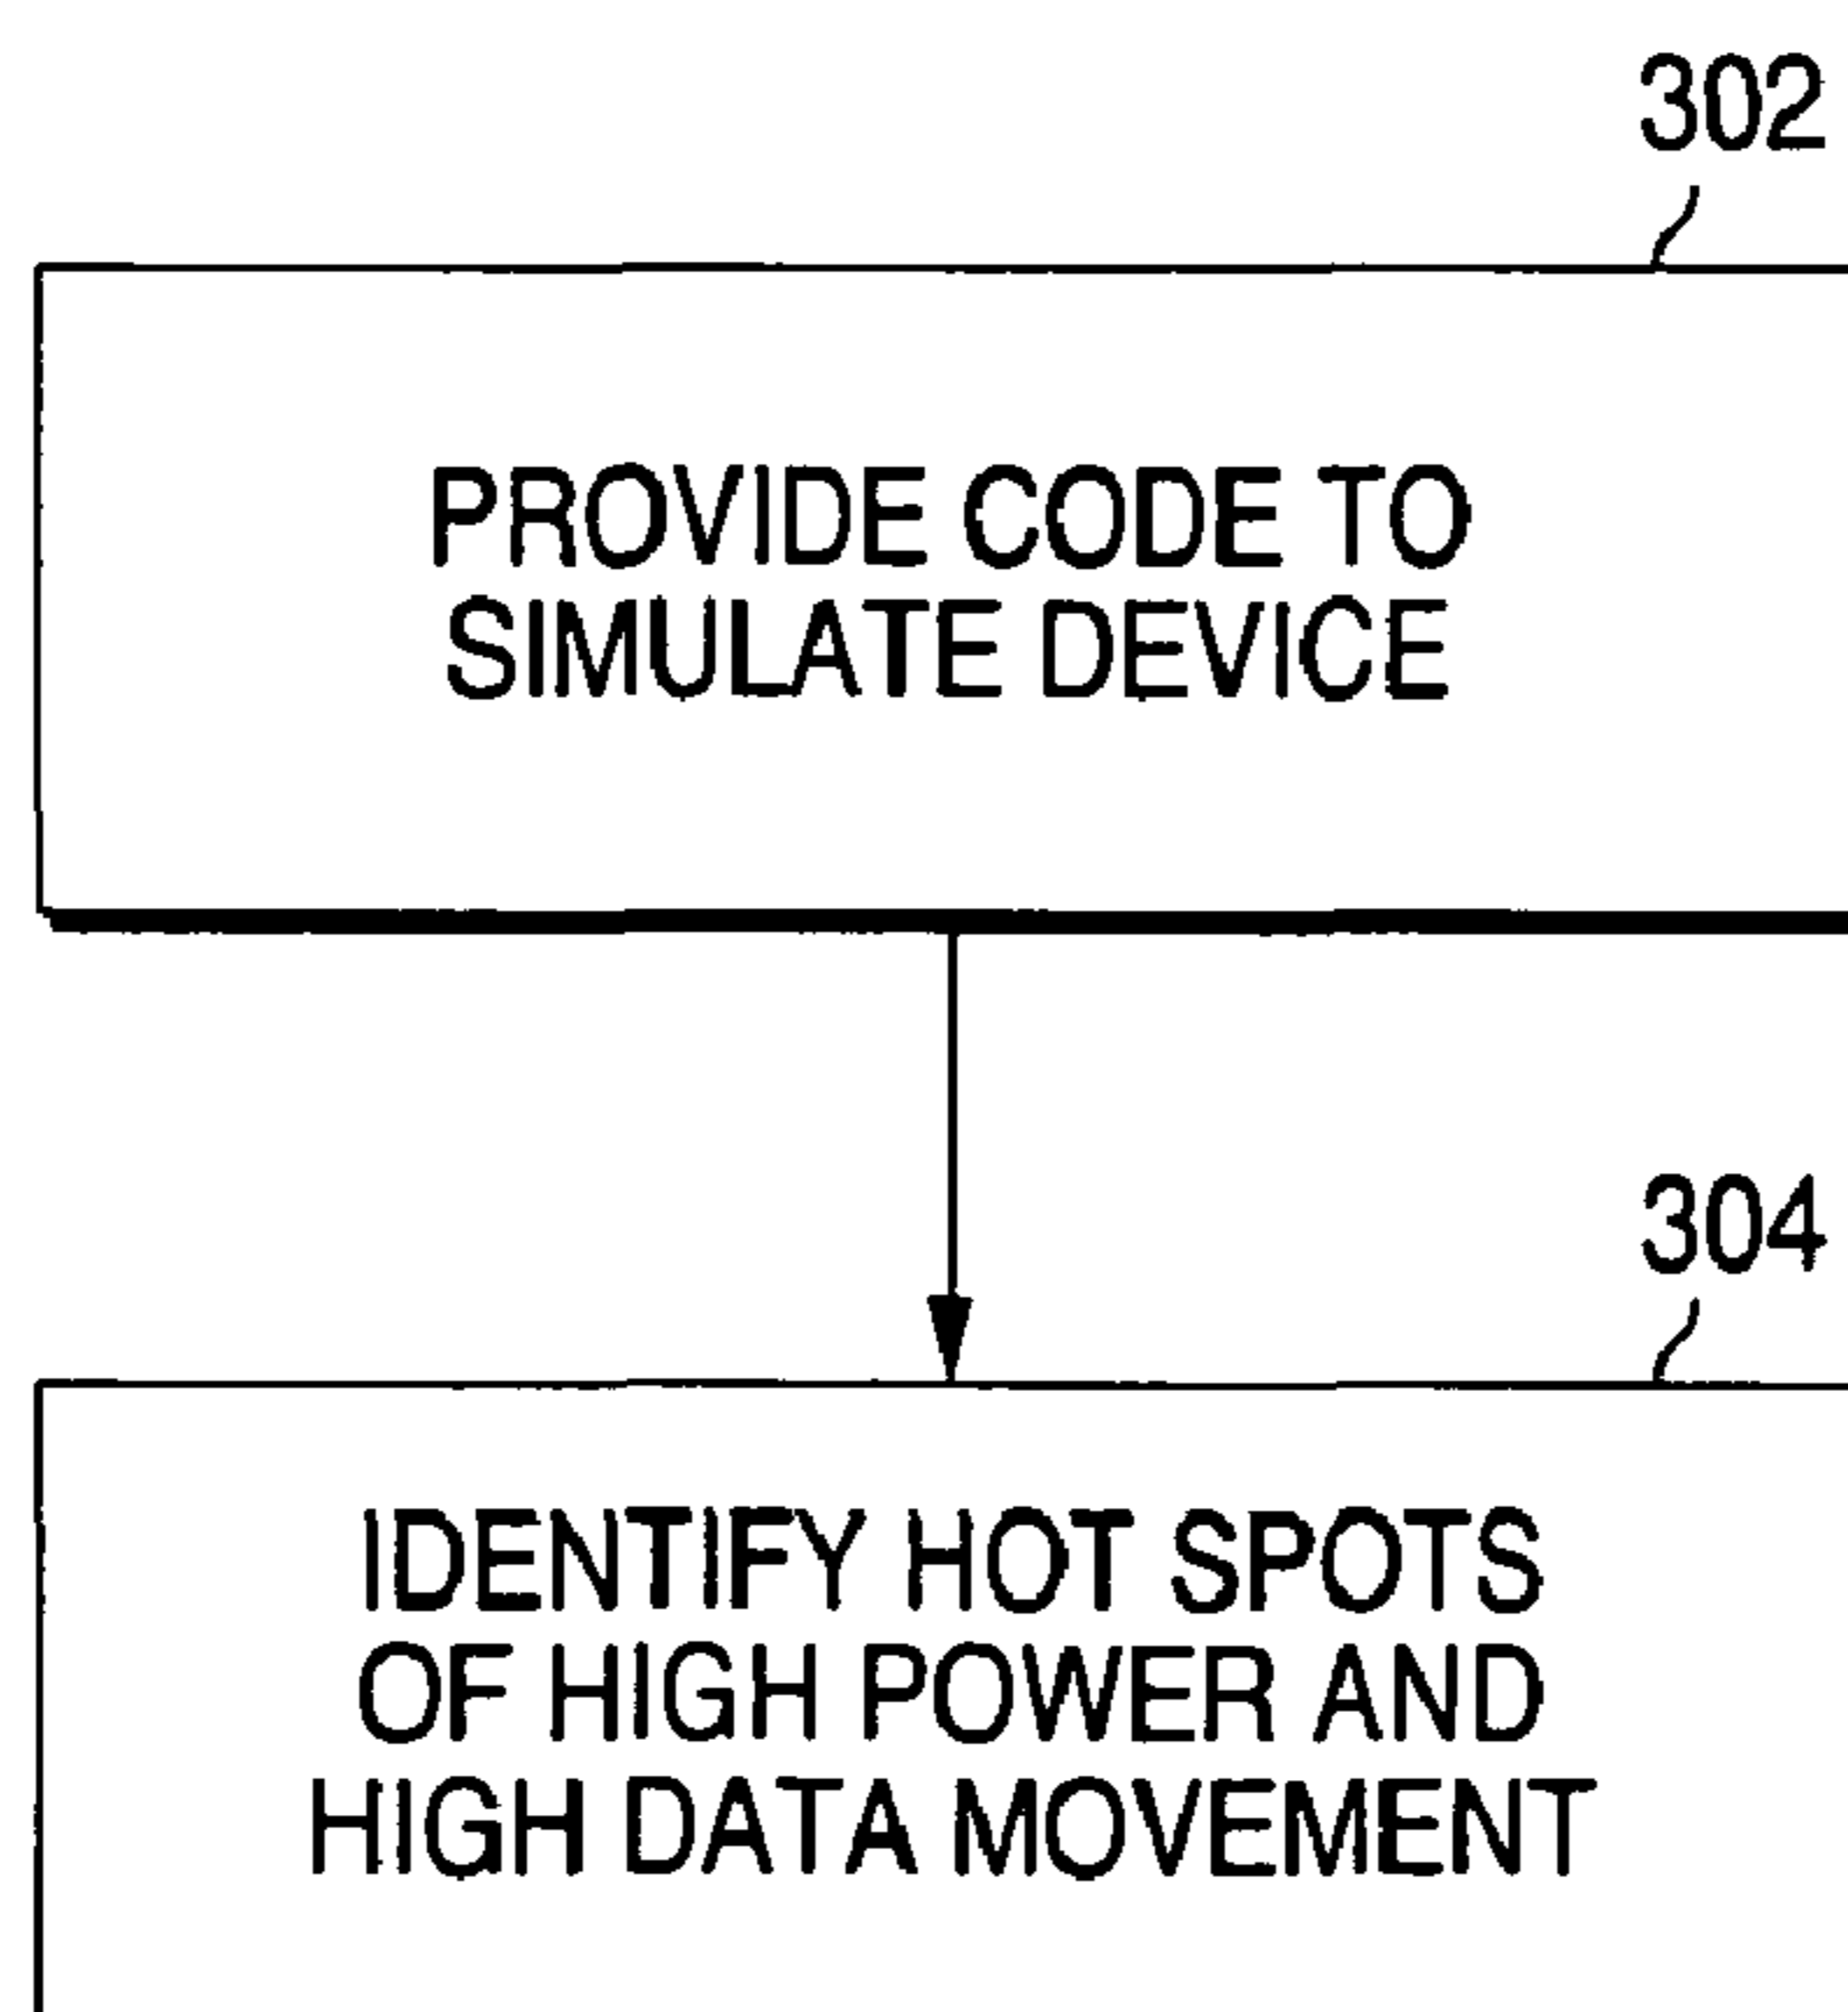 302
PROVIDE CODE TO
SIMULATE DEVICE
304
IDENTIFY HOT SPOTS
OF HIGH POWER AND
HIGH DATA MOVEMENT